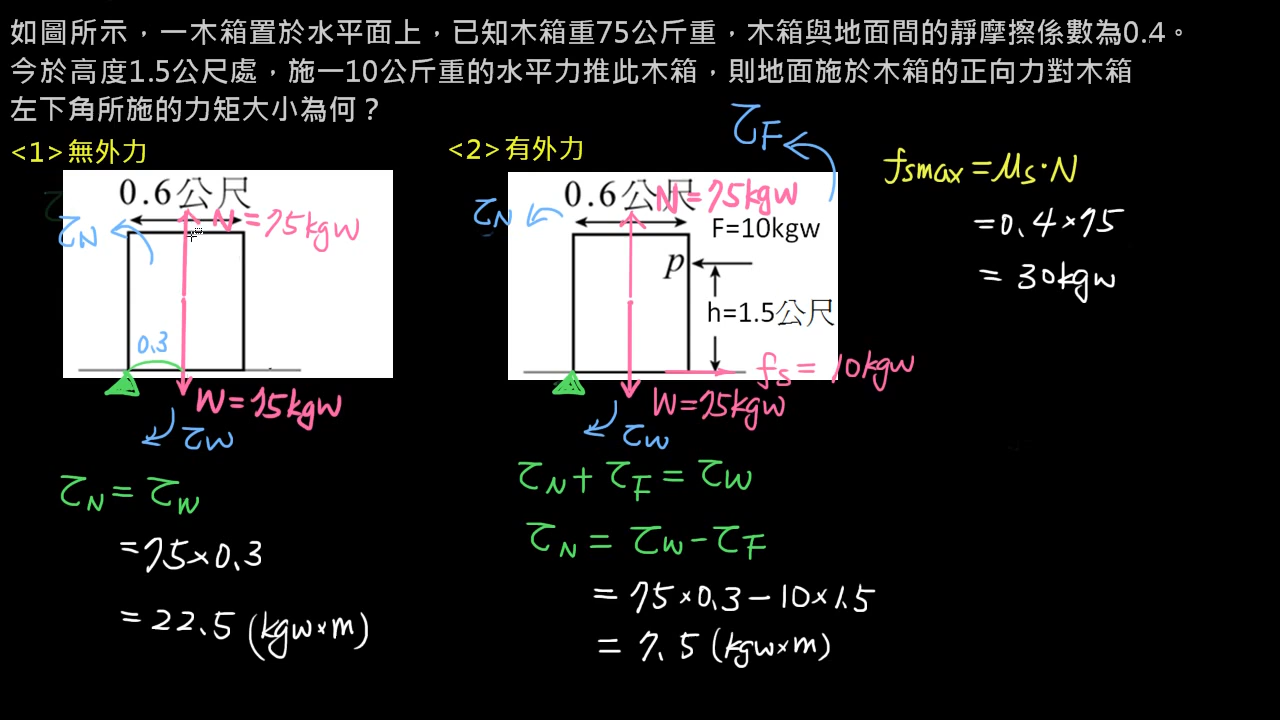 如圖所示，一木箱置於水平面上，已知木箱重75公斤重，木箱與地面間的靜摩擦係數為0.4。
今於高度1.5公尺處，施一10公斤重的水平力推此木箱，則地面施於木箱的正向力對木箱
左下角所施的力矩大小為何？
<1>無外力
0.6公尺
N=75kgw
τN
0.3
W=75kgw
τW
τN=τW
=75×0.3
=22.5 (kgw×m)
<2>有外力
τF
0.6公尺
N=75kgw
τN
F=10kgw
p
h=1.5公尺
fs=10kgw
W=75kgw
τW
τN+τF=τW
τN=τW-τF
=75×0.3-10×1.5
=7.5 (kgw×m)
fsmax=μs·N
=0.4×75
=30kgw